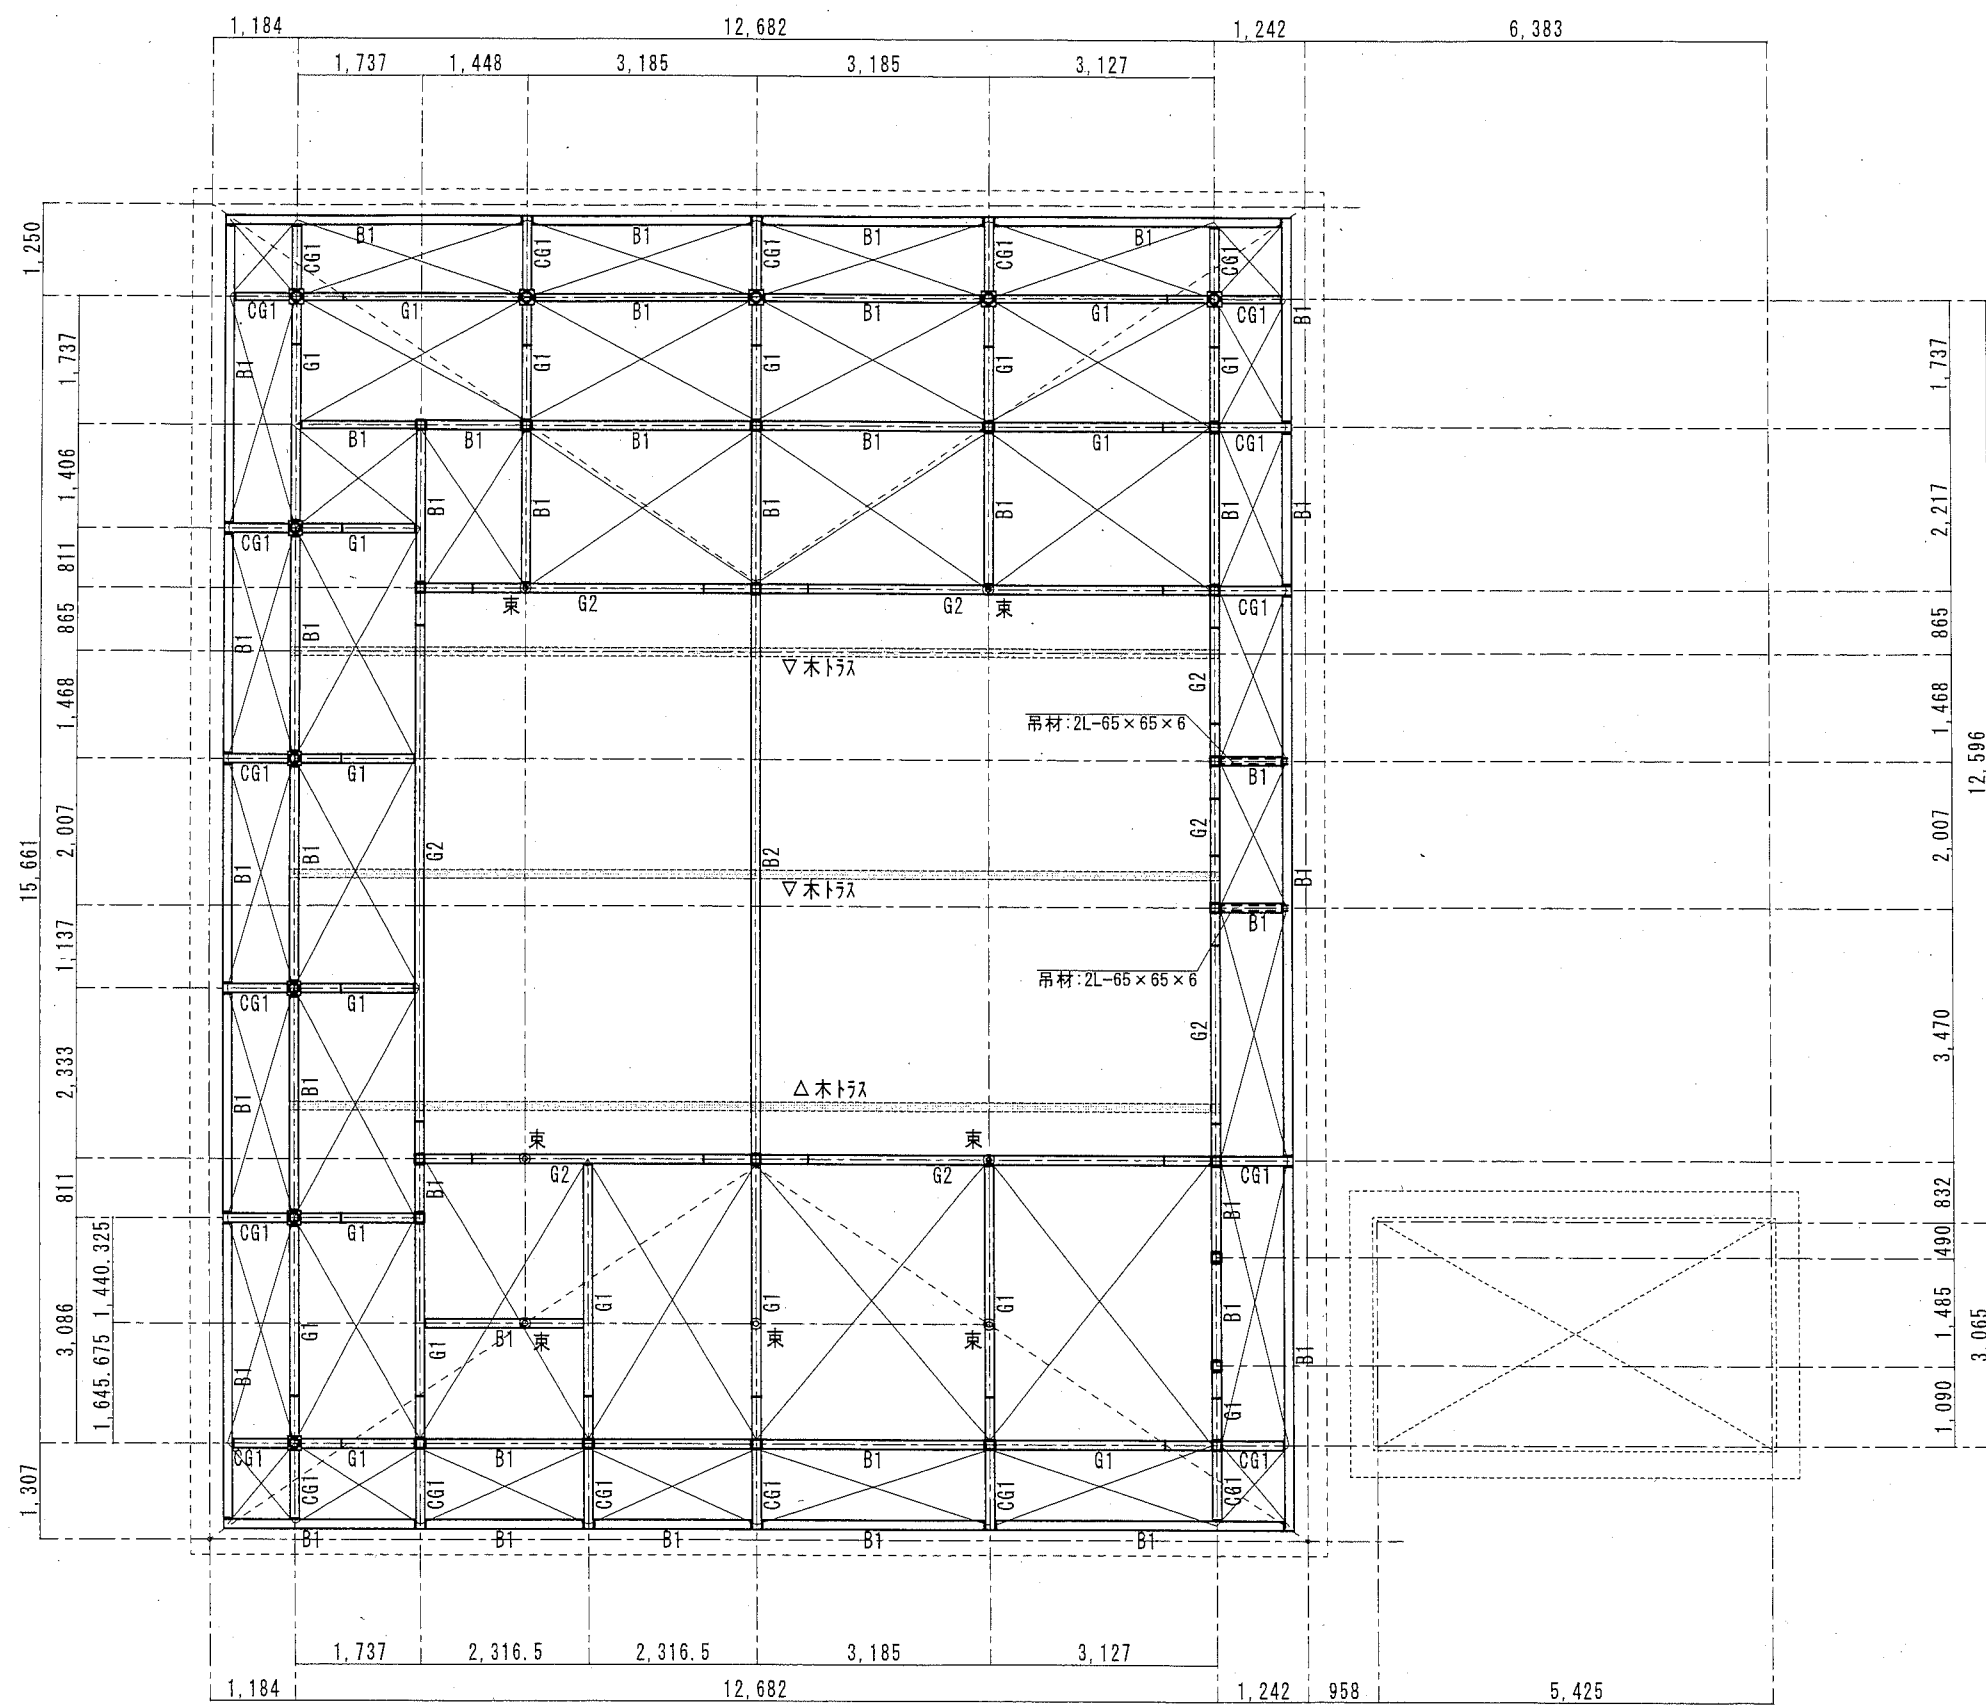 1,184 12,682 1,242 6,383
1,737 1,448 3,185 3,185 3,127
1,250
B1 B1 B1 B1
CG1 CG1 CG1 CG1 CG1
CG1 G1 B1 B1 G1 CG1
B1
B1 G1 G1 G1 G1 G1
1,737 1,737
B1 B1 B1 B1 G1 CG1
1,406 2,217
B1 B1 B1 B1 B1 B1
CG1 G1
811
東 G2 G2 東 CG1
865 865
B1 B1
▽木トラス
1,468 1,468
G2
吊材:2L-65×65×6
CG1 G1 B1
12,596
2,007 2,007
G2
B1 B1 G2 B2 B1
15,661
▽木トラス
B1
1,137
吊材:2L-65×65×6
CG1 G1
G2
2,333 3,470
B1 B1
△木トラス
東 東
G2 G2 CG1
811 832
B1 B1
CG1 G1
490
1,440.325
3,086 1,485
G1 G1 G1 B1
G1 B1 東 東 東
B1
3,065
1,645.675 1,090
B1 G1
CG1 G1 B1 B1 G1 CG1
1,307
CG1 CG1 CG1 CG1 CG1 CG1
B1 B1 B1 B1 B1
1,737 2,316.5 2,316.5 3,185 3,127
1,184 12,682 1,242 958 5,425